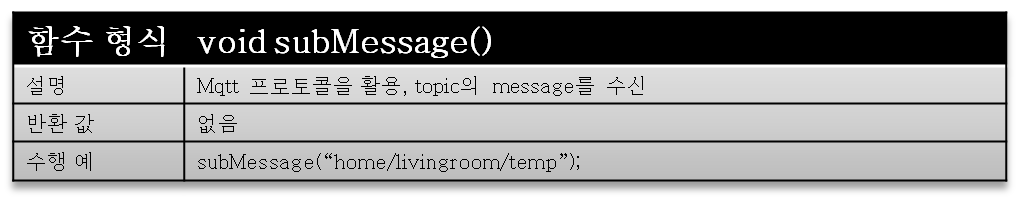 함수 형식 void subMessage()
설명 Mqtt 프로토콜을 활용, topic의 message를 수신
반환 값 없음
수행 예 subMessage(“home/livingroom/temp”);